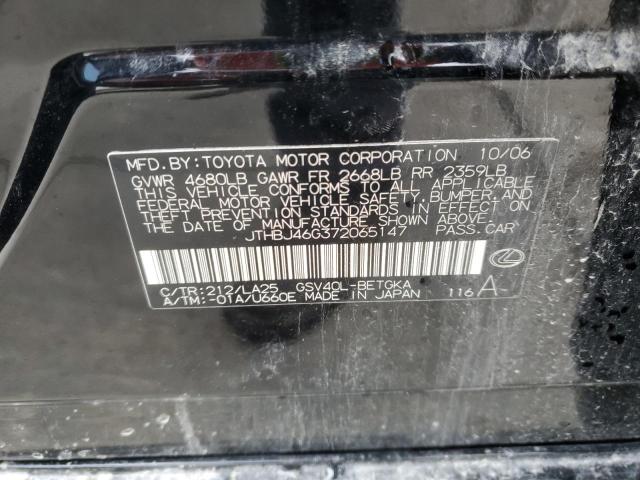 MFD.BY:TOYOTA MOTOR CORPORATION 10/06
GVWR 4680LB GAWR FR 2668LB RR 2359LB
THIS VEHICLE CONFORMS TO ALL APPLICABLE
FEDERAL MOTOR VEHICLE SAFETY,BUMPER,AND
THEFT PREVENTION STANDARDS IN EFFECT ON
THE DATE OF MANUFACTURE SHOWN ABOVE.
JTHBJ46G372065147 PASS.CAR
C/TR:212/LA25 GSV40L-BETGKA
A/TM:-01A/U660E MADE IN JAPAN 116 A